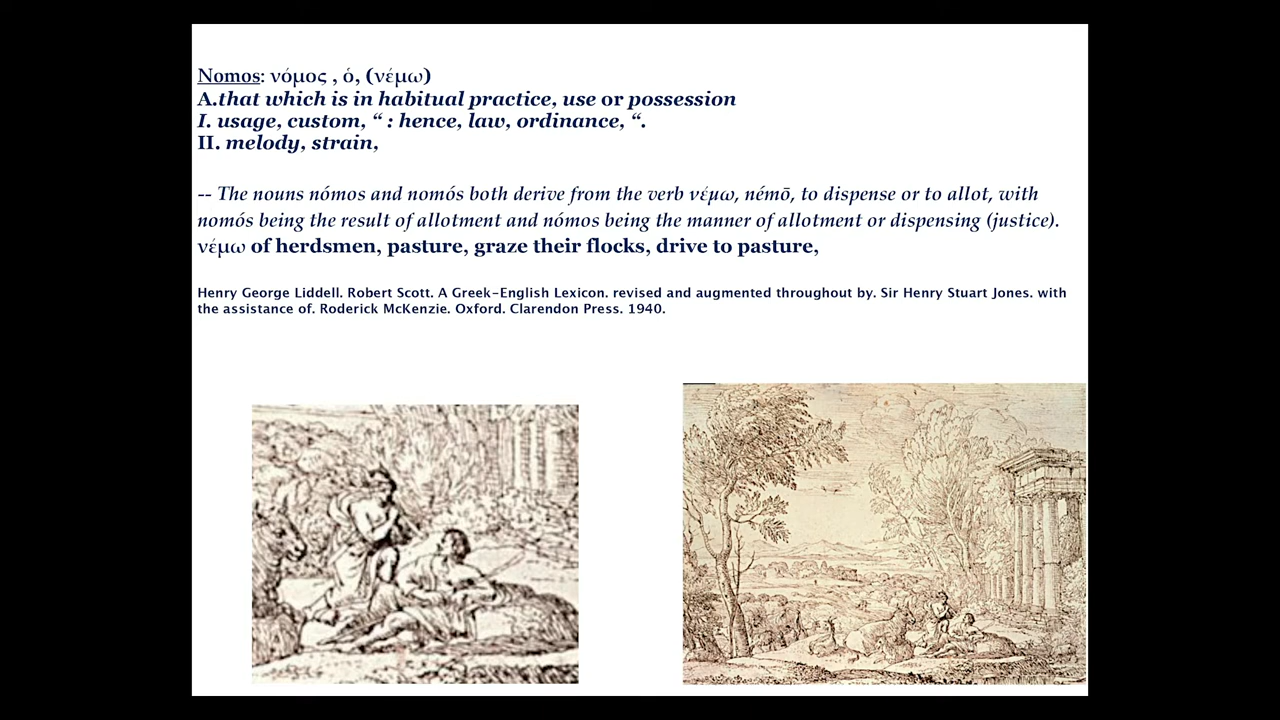 Nomos: νόμος , ὁ, (νέμω)
A.that which is in habitual practice, use or possession
I. usage, custom, “ : hence, law, ordinance, “.
II. melody, strain,
-- The nouns nómos and nomós both derive from the verb νέμω, némō, to dispense or to allot, with
nomós being the result of allotment and nómos being the manner of allotment or dispensing (justice).
νέμω of herdsmen, pasture, graze their flocks, drive to pasture,
Henry George Liddell. Robert Scott. A Greek-English Lexicon. revised and augmented throughout by. Sir Henry Stuart Jones. with
the assistance of. Roderick McKenzie. Oxford. Clarendon Press. 1940.